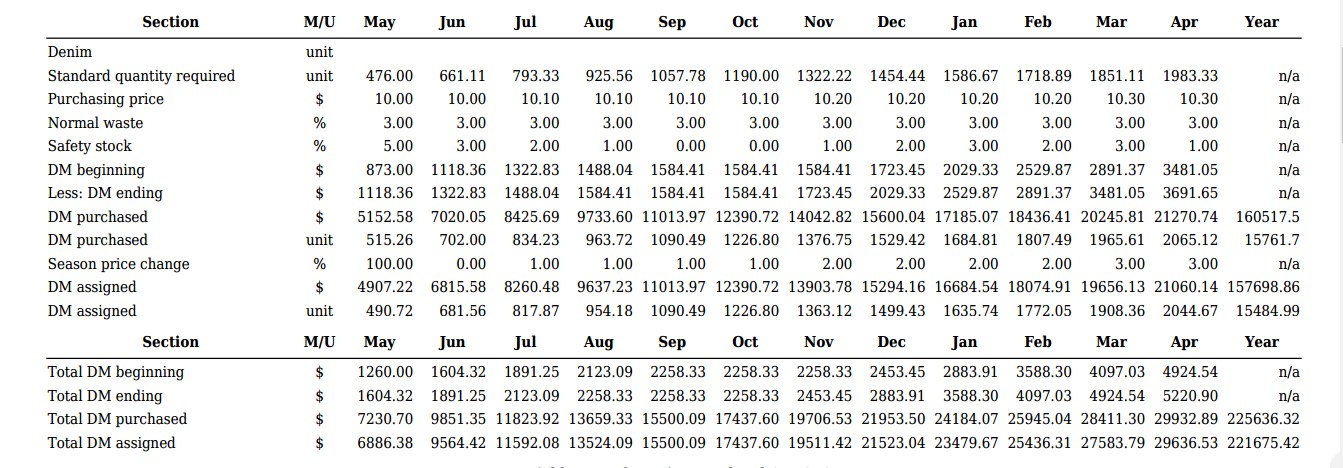 Section M/U May Jun Jul Aug Sep Oct Nov Dec Jan Feb Mar Apr Year
Denim unit
Standard quantity required unit 476.00 661.11 793.33 925.56 1057.78 1190.00 1322.22 1454.44 1586.67 1718.89 1851.11 1983.33 n/a
Purchasing price $ 10.00 10.00 10.10 10.10 10.10 10.10 10.20 10.20 10.20 10.20 10.30 10.30 n/a
Normal waste % 3.00 3.00 3.00 3.00 3.00 3.00 3.00 3.00 3.00 3.00 3.00 3.00 n/a
Safety stock % 5.00 3.00 2.00 1.00 0.00 0.00 1.00 2.00 3.00 2.00 3.00 1.00 n/a
DM beginning $ 873.00 1118.36 1322.83 1488.04 1584.41 1584.41 1584.41 1723.45 2029.33 2529.87 2891.37 3481.05 n/a
Less: DM ending $ 1118.36 1322.83 1488.04 1584.41 1584.41 1584.41 1723.45 2029.33 2529.87 2891.37 3481.05 3691.65 n/a
DM purchased $ 5152.58 7020.05 8425.69 9733.60 11013.97 12390.72 14042.82 15600.04 17185.07 18436.41 20245.81 21270.74 160517.5
DM purchased unit 515.26 702.00 834.23 963.72 1090.49 1226.80 1376.75 1529.42 1684.81 1807.49 1965.61 2065.12 15761.7
Season price change % 100.00 0.00 1.00 1.00 1.00 1.00 2.00 2.00 2.00 2.00 3.00 3.00 n/a
DM assigned $ 4907.22 6815.58 8260.48 9637.23 11013.97 12390.72 13903.78 15294.16 16684.54 18074.91 19656.13 21060.14 157698.86
DM assigned unit 490.72 681.56 817.87 954.18 1090.49 1226.80 1363.12 1499.43 1635.74 1772.05 1908.36 2044.67 15484.99
Section M/U May Jun Jul Aug Sep Oct Nov Dec Jan Feb Mar Apr Year
Total DM beginning $ 1260.00 1604.32 1891.25 2123.09 2258.33 2258.33 2258.33 2453.45 2883.91 3588.30 4097.03 4924.54 n/a
Total DM ending $ 1604.32 1891.25 2123.09 2258.33 2258.33 2258.33 2453.45 2883.91 3588.30 4097.03 4924.54 5220.90 n/a
Total DM purchased $ 7230.70 9851.35 11823.92 13659.33 15500.09 17437.60 19706.53 21953.50 24184.07 25945.04 28411.30 29932.89 225636.32
Total DM assigned $ 6886.38 9564.42 11592.08 13524.09 15500.09 17437.60 19511.42 21523.04 23479.67 25436.31 27583.79 29636.53 221675.42